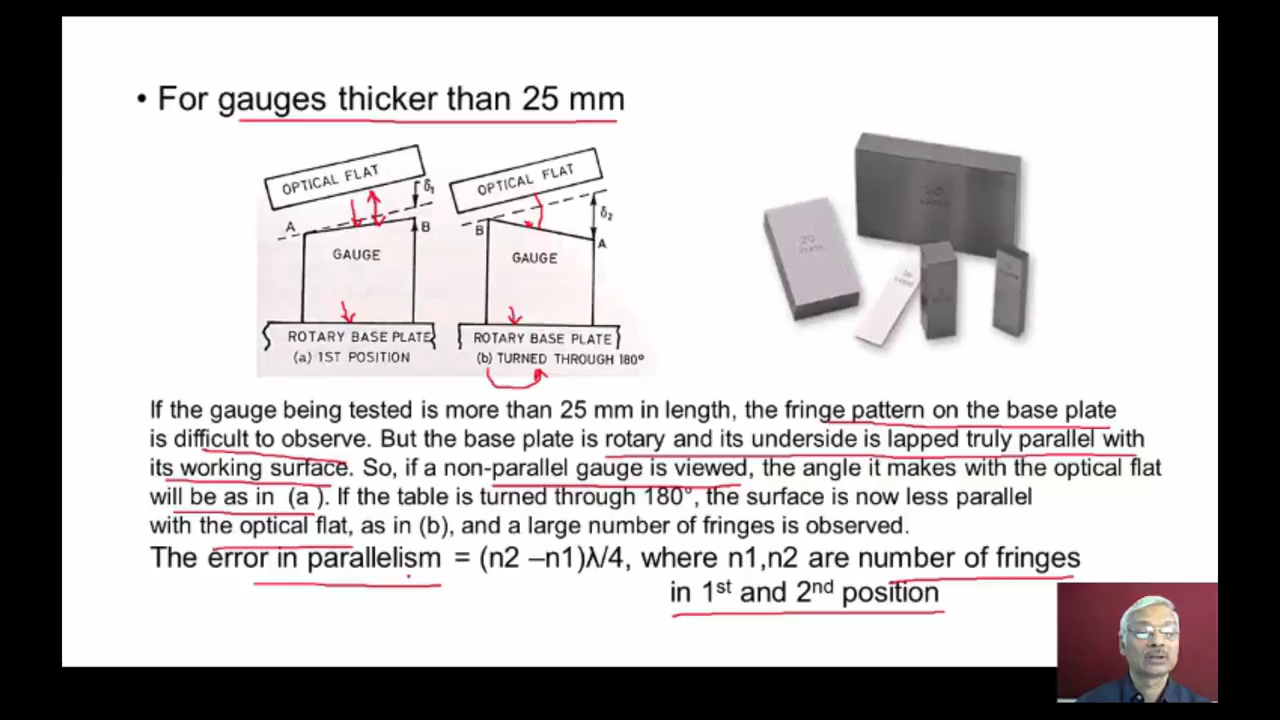 • For gauges thicker than 25 mm
OPTICAL FLAT
δ1
A
B
GAUGE
ROTARY BASE PLATE
(a) 1ST POSITION
OPTICAL FLAT
δ2
B
A
GAUGE
ROTARY BASE PLATE
(b) TURNED THROUGH 180°
If the gauge being tested is more than 25 mm in length, the fringe pattern on the base plate
is difficult to observe. But the base plate is rotary and its underside is lapped truly parallel with
its working surface. So, if a non-parallel gauge is viewed, the angle it makes with the optical flat
will be as in (a ). If the table is turned through 180°, the surface is now less parallel
with the optical flat, as in (b), and a large number of fringes is observed.
The error in parallelism = (n2 –n1)λ/4, where n1,n2 are number of fringes
in 1st and 2nd position